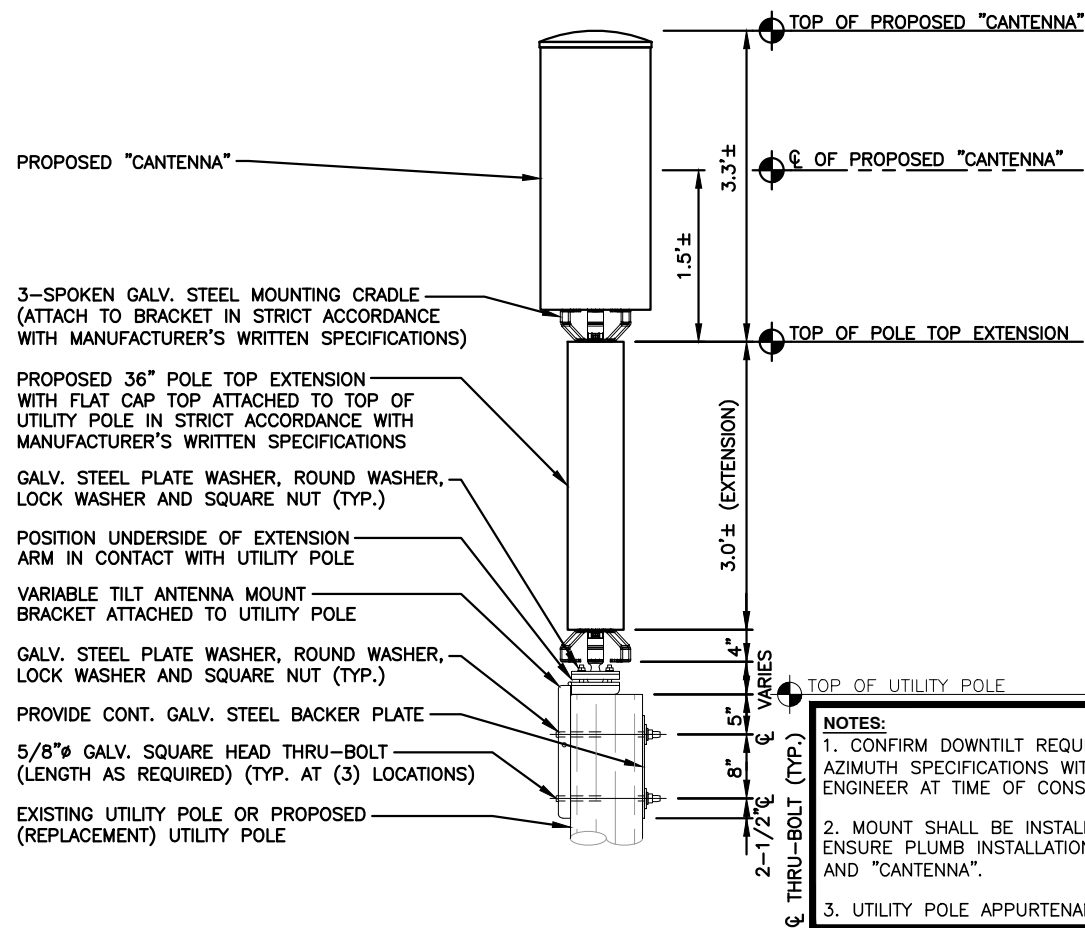 TOP OF PROPOSED "CANTENNA"
PROPOSED "CANTENNA"
℄ OF PROPOSED "CANTENNA"
3.3'±
1.5'±
3-SPOKEN GALV. STEEL MOUNTING CRADLE
(ATTACH TO BRACKET IN STRICT ACCORDANCE
WITH MANUFACTURER'S WRITTEN SPECIFICATIONS)
TOP OF POLE TOP EXTENSION
PROPOSED 36" POLE TOP EXTENSION
WITH FLAT CAP TOP ATTACHED TO TOP OF
UTILITY POLE IN STRICT ACCORDANCE WITH
MANUFACTURER'S WRITTEN SPECIFICATIONS
3.0'± (EXTENSION)
GALV. STEEL PLATE WASHER, ROUND WASHER,
LOCK WASHER AND SQUARE NUT (TYP.)
POSITION UNDERSIDE OF EXTENSION
ARM IN CONTACT WITH UTILITY POLE
VARIABLE TILT ANTENNA MOUNT
BRACKET ATTACHED TO UTILITY POLE
GALV. STEEL PLATE WASHER, ROUND WASHER,
LOCK WASHER AND SQUARE NUT (TYP.)
PROVIDE CONT. GALV. STEEL BACKER PLATE
5/8"ø GALV. SQUARE HEAD THRU-BOLT
(LENGTH AS REQUIRED) (TYP. AT (3) LOCATIONS)
EXISTING UTILITY POLE OR PROPOSED
(REPLACEMENT) UTILITY POLE
4"
VARIES
5"
℄
8"
℄
2-1/2"
℄ THRU-BOLT (TYP.)
TOP OF UTILITY POLE
NOTES:
1. CONFIRM DOWNTILT REQU
AZIMUTH SPECIFICATIONS WIT
ENGINEER AT TIME OF CONS
2. MOUNT SHALL BE INSTAL
ENSURE PLUMB INSTALLATION
AND "CANTENNA".
3. UTILITY POLE APPURTENA